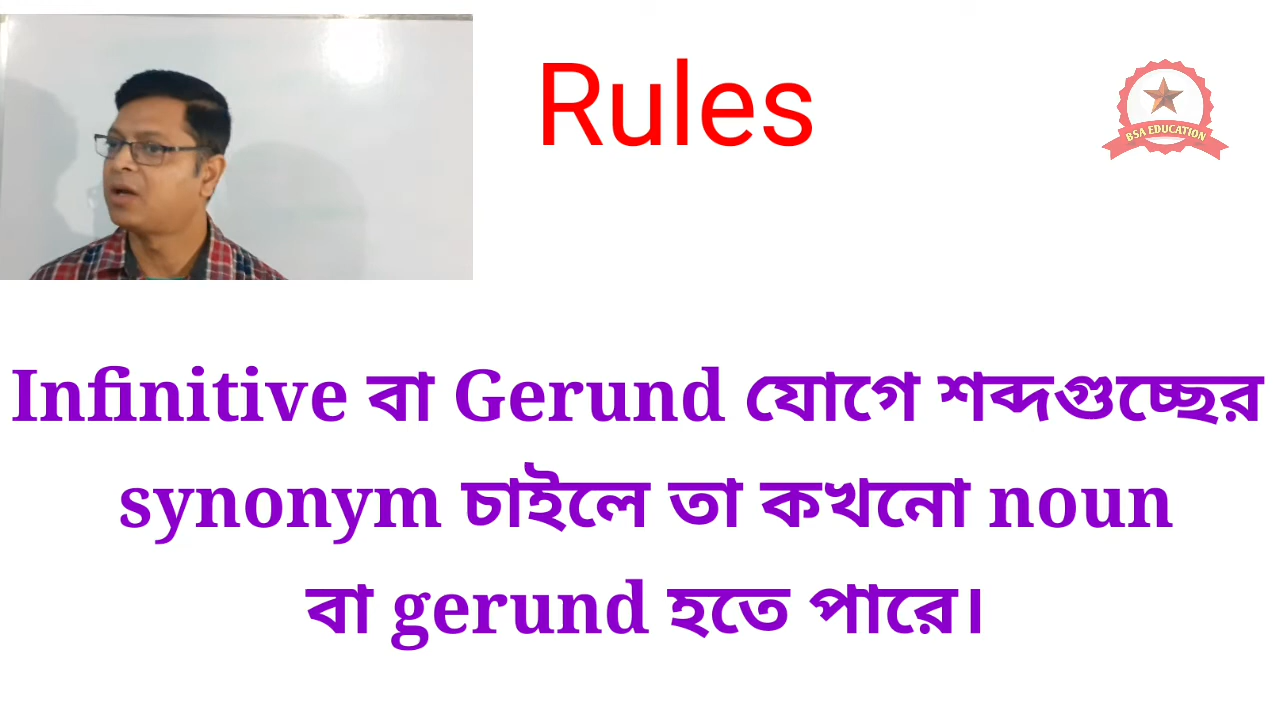 Rules
BSA EDUCATION
Infinitive বা Gerund যোগে শব্দগুচ্ছের
synonym চাইলে তা কখনো noun
বা gerund হতে পারে।